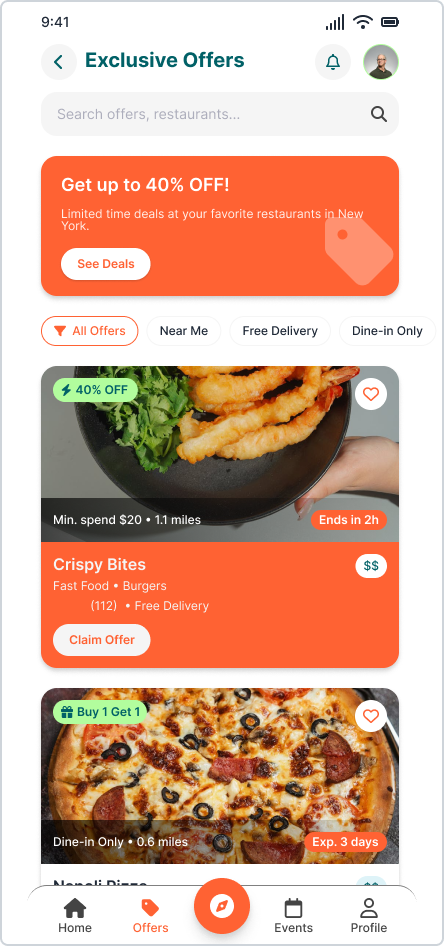 9:41
Exclusive Offers
Search offers, restaurants...
Get up to 40% OFF!
Limited time deals at your favorite restaurants in New
York.
See Deals
All Offers
Near Me
Free Delivery
Dine-in Only
40% OFF
Min. spend $20 • 1.1 miles
Ends in 2h
Crispy Bites
$$
Fast Food • Burgers
(112) • Free Delivery
Claim Offer
Buy 1 Get 1
Dine-in Only • 0.6 miles
Exp. 3 days
Napoli Pizza
$$
Home
Offers
Events
Profile